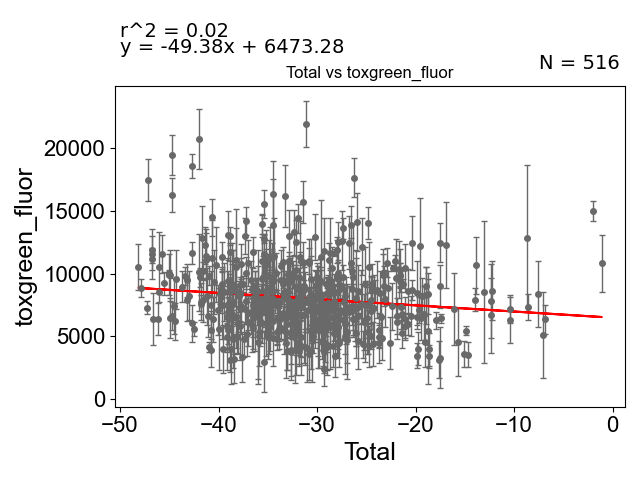 r^2 = 0.02
y = -49.38x + 6473.28
N = 516
Total vs toxgreen_fluor
toxgreen_fluor
20000
15000
10000
5000
0
−50
−40
−30
−20
−10
0
Total